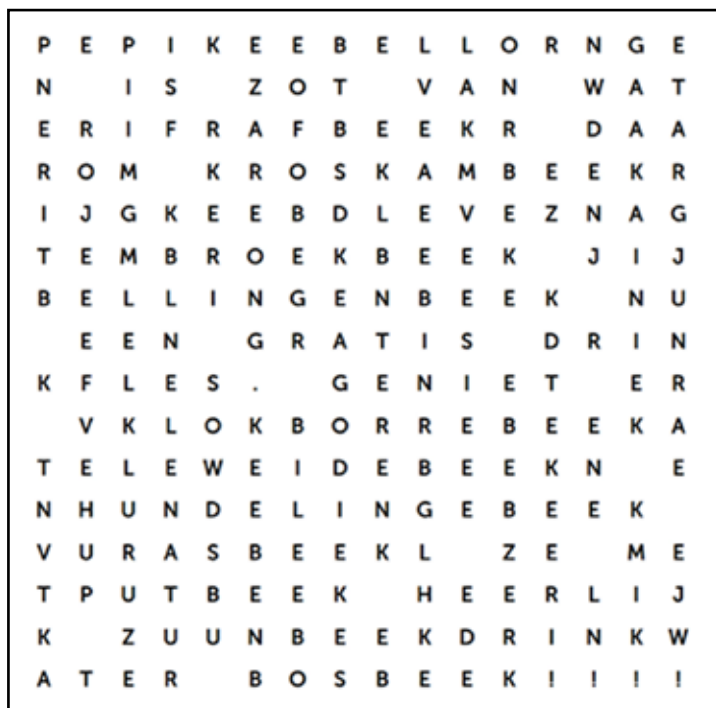 P E P I K E E B E L L O R N G E
N I S Z O T V A N W A T
E R I F R A F B E E K R D A A
R O M K R O S K A M B E E K R
I J G K E E B D L E V E Z N A G
T E M B R O E K B E E K J I J
B E L L I N G E N B E E K N U
E E N G R A T I S D R I N
K F L E S . G E N I E T E R
V K L O K B O R R E B E E K A
T E L E W E I D E B E E K N E
N H U N D E L I N G E B E E K
V U R A S B E E K L Z E M E
T P U T B E E K H E E R L I J
K Z U U N B E E K D R I N K W
A T E R B O S B E E K ! ! ! !